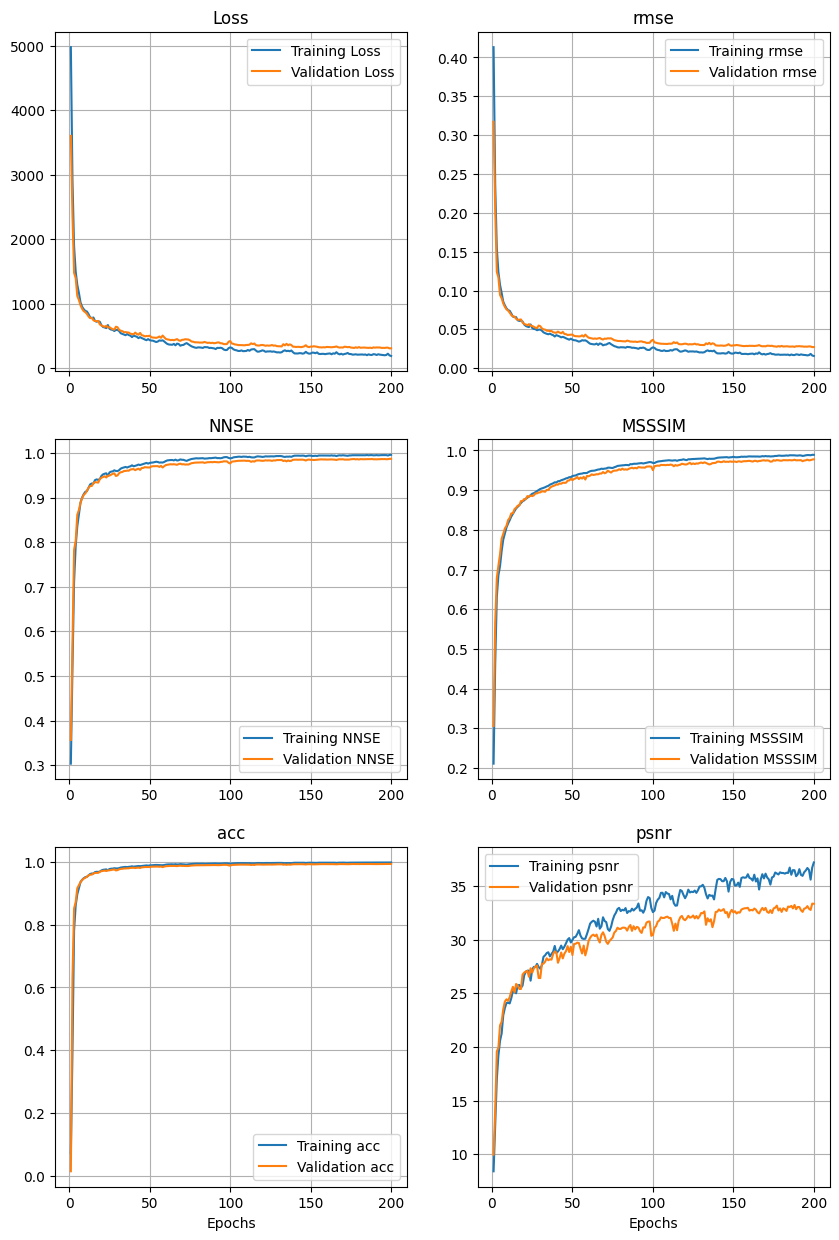 Loss
5000
4000
3000
2000
1000
0
0 50 100 150 200
Training Loss
Validation Loss
rmse
0.40
0.35
0.30
0.25
0.20
0.15
0.10
0.05
0.00
0 50 100 150 200
Training rmse
Validation rmse
NNSE
1.0
0.9
0.8
0.7
0.6
0.5
0.4
0.3
0 50 100 150 200
Training NNSE
Validation NNSE
MSSSIM
1.0
0.9
0.8
0.7
0.6
0.5
0.4
0.3
0.2
0 50 100 150 200
Training MSSSIM
Validation MSSSIM
acc
1.0
0.8
0.6
0.4
0.2
0.0
0 50 100 150 200
Epochs
Training acc
Validation acc
psnr
35
30
25
20
15
10
0 50 100 150 200
Epochs
Training psnr
Validation psnr